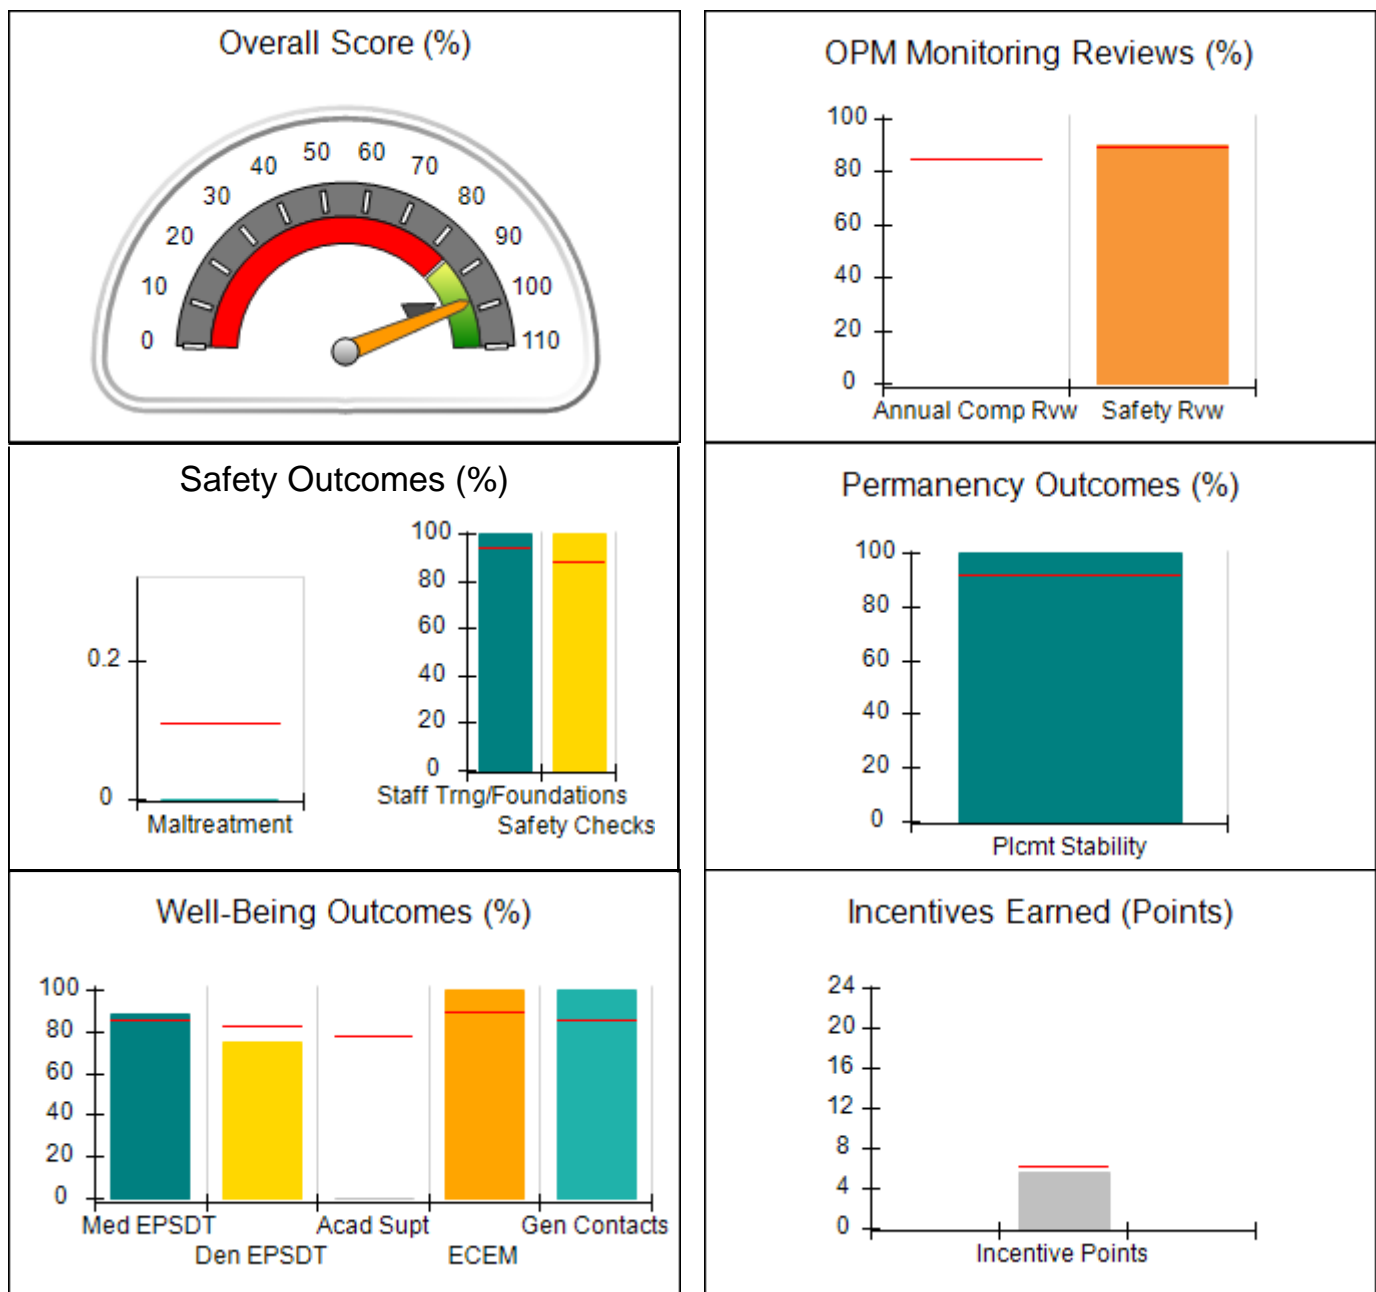 Overall Score (%)
0 10 20 30 40 50 60 70 80 90 100 110
OPM Monitoring Reviews (%)
100
80
60
40
20
0
Annual Comp Rvw Safety Rvw
Safety Outcomes (%)
0.2
0
Maltreatment
100
80
60
40
20
0
Staff Trng/Foundations
Safety Checks
Permanency Outcomes (%)
100
80
60
40
20
0
Plcmt Stability
Well-Being Outcomes (%)
100
80
60
40
20
0
Med EPSDT Acad Supt Gen Contacts
Den EPSDT ECEM
Incentives Earned (Points)
24
20
16
12
8
4
0
Incentive Points